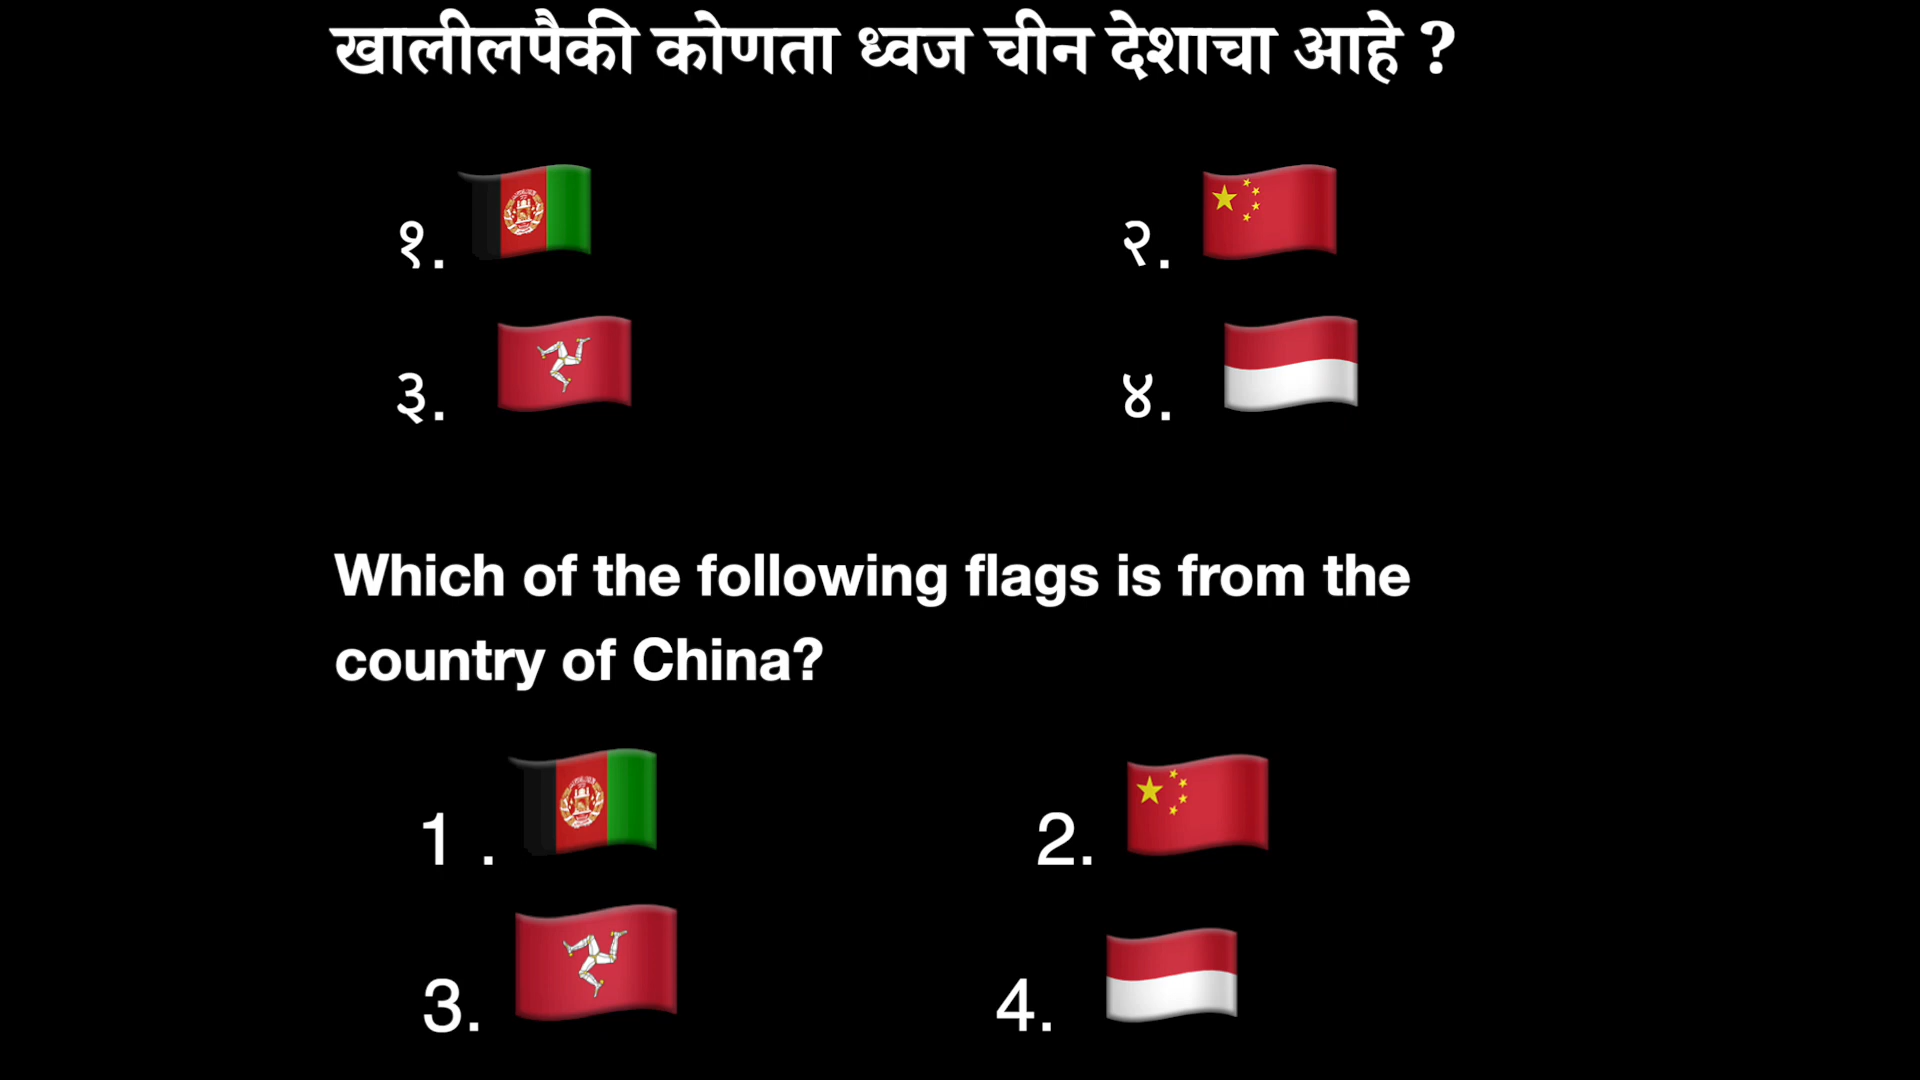 खालीलपैकी कोणता ध्वज चीन देशाचा आहे ?
१. २.
३. ४.
Which of the following flags is from the
country of China?
1 . 2.
3. 4.